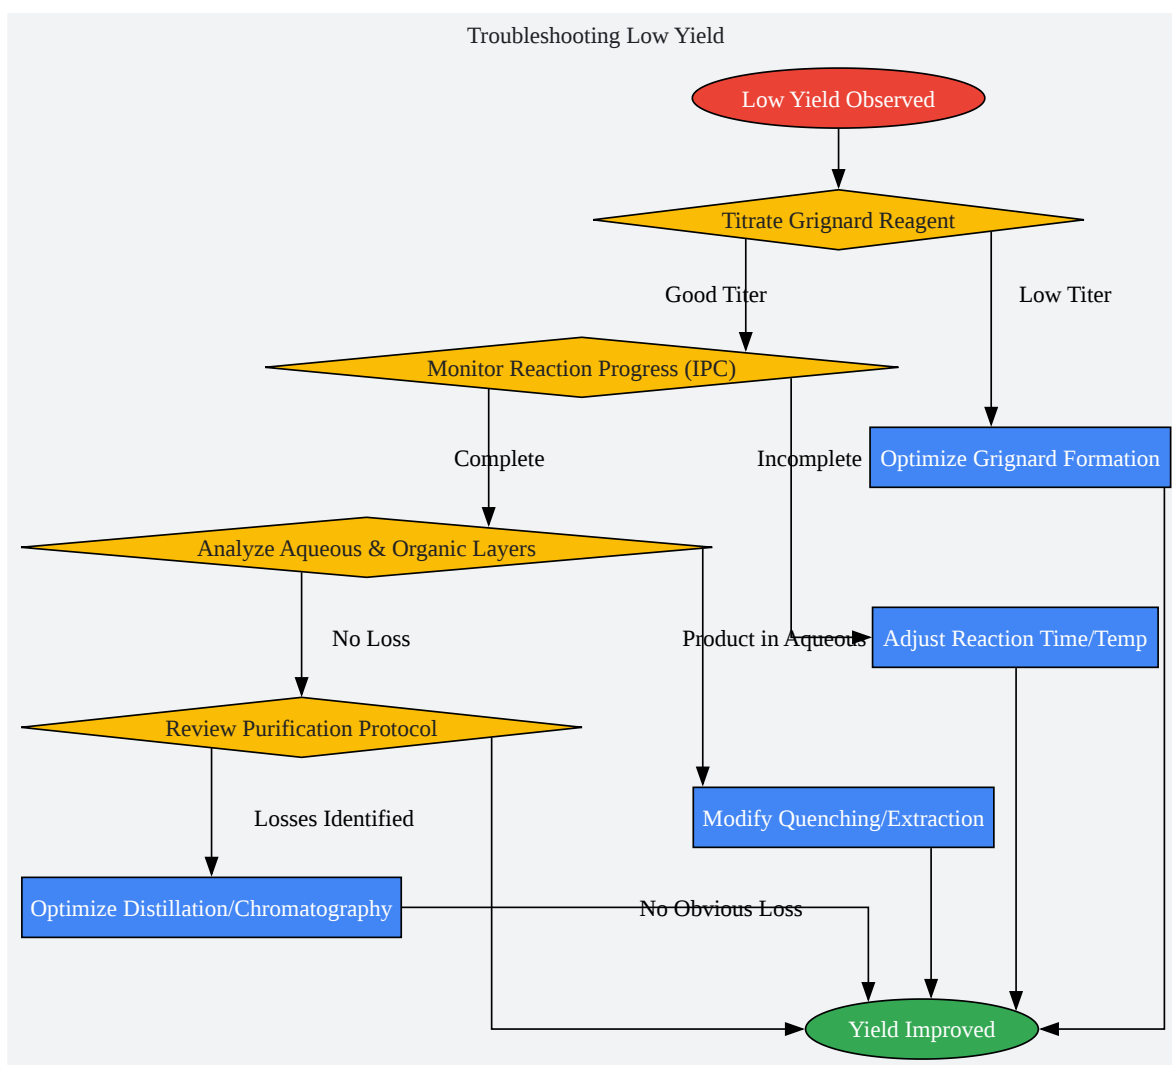 Troubleshooting Low Yield
Low Yield Observed
Titrate Grignard Reagent
Good Titer
Low Titer
Monitor Reaction Progress (IPC)
Complete
Incomplete
Optimize Grignard Formation
Analyze Aqueous & Organic Layers
No Loss
Product in Aqueous
Adjust Reaction Time/Temp
Review Purification Protocol
Losses Identified
Modify Quenching/Extraction
Optimize Distillation/Chromatography
No Obvious Loss
Yield Improved